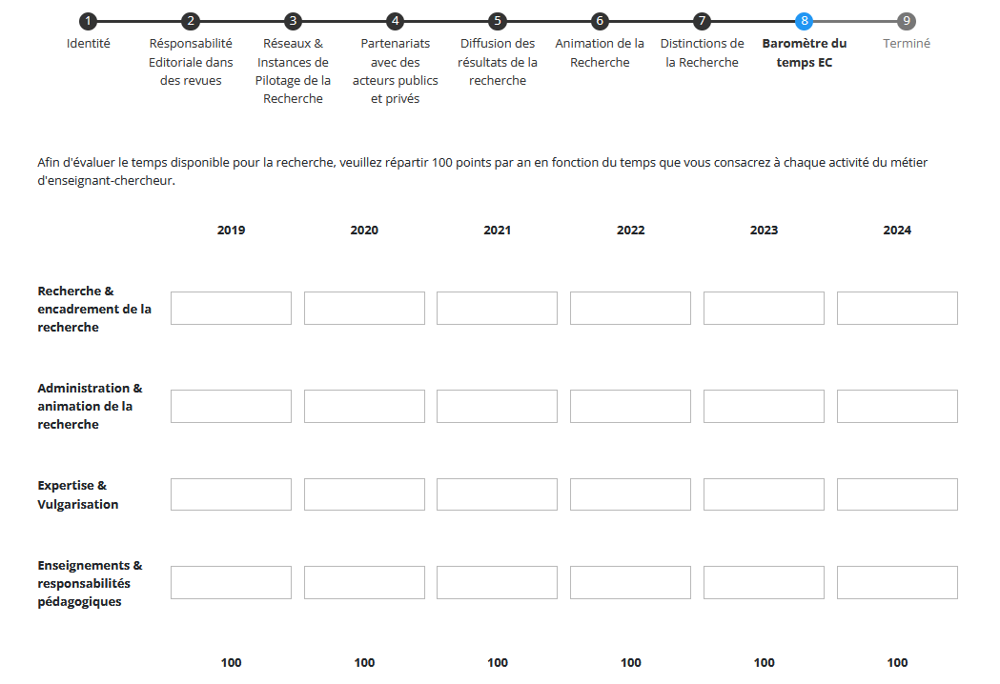 1 2 3 4 5 6 7 8 9
Identité
Responsabilité
Editoriale dans
des revues
Réseaux &
Instances de
Pilotage de la
Recherche
Partenariats
avec des
acteurs publics
et privés
Diffusion des
résultats de la
recherche
Animation de la
Recherche
Distinctions de
la Recherche
Baromètre du
temps EC
Terminé
Afin d'évaluer le temps disponible pour la recherche, veuillez répartir 100 points par an en fonction du temps que vous consacrez à chaque activité du métier
d'enseignant-chercheur.
2019 2020 2021 2022 2023 2024
Recherche &
encadrement de la
recherche
Administration &
animation de la
recherche
Expertise &
Vulgarisation
Enseignements &
responsabilités
pédagogiques
100 100 100 100 100 100